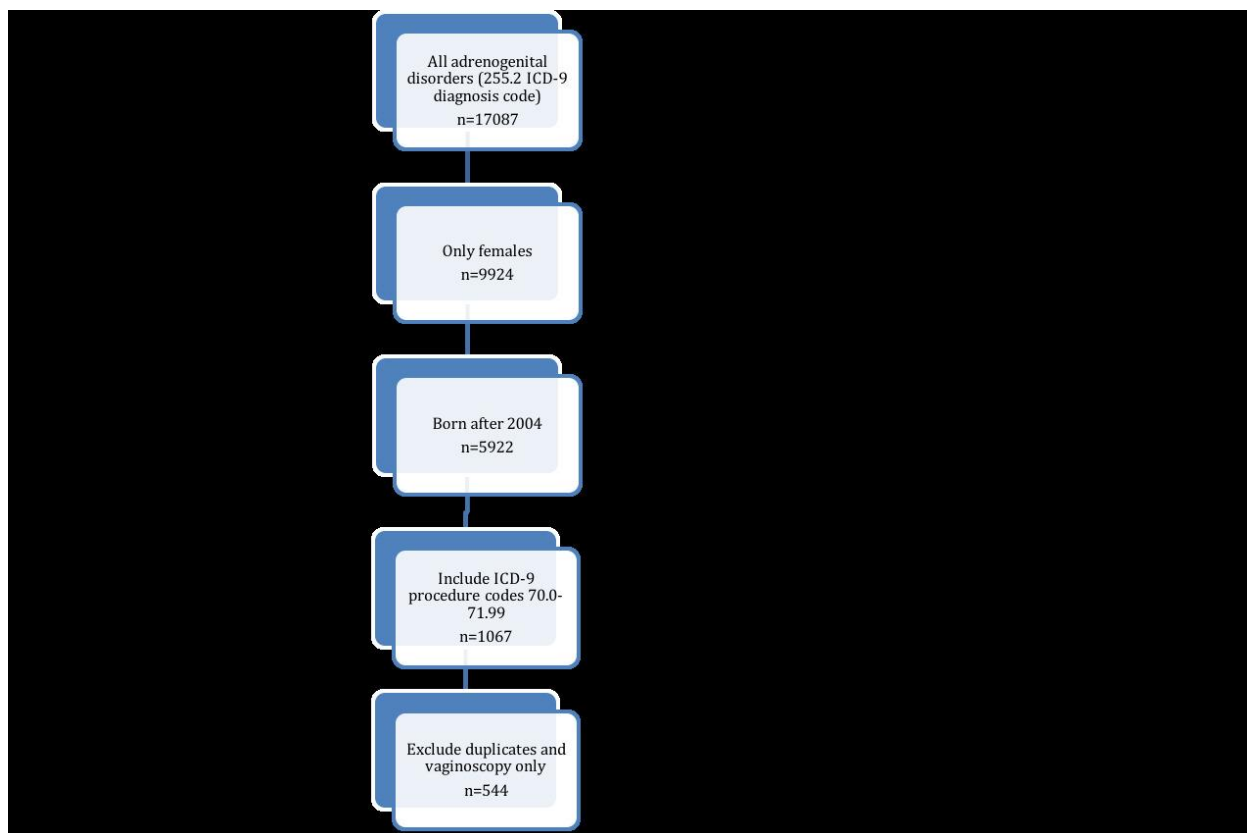 All adrenogenital
disorders (255.2 ICD-9
diagnosis code)
n=17087
Only females
n=9924
Born after 2004
n=5922
Include ICD-9
procedure codes 70.0-
71.99
n=1067
Exclude duplicates and
vaginoscopy only
n=544